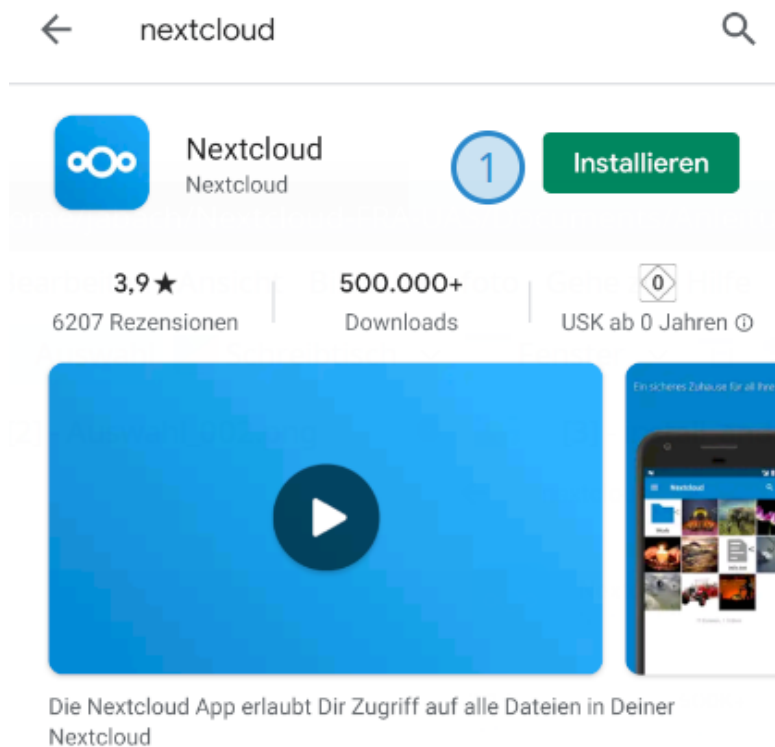 nextcloud
Nextcloud
Nextcloud
1
Installieren
3,9★
500.000+
0
6207 Rezensionen
Downloads
USK ab 0 Jahren
Ein sicheres Zuhause für all Ihre
Nextcloud
Die Nextcloud App erlaubt Dir Zugriff auf alle Dateien in Deiner
Nextcloud